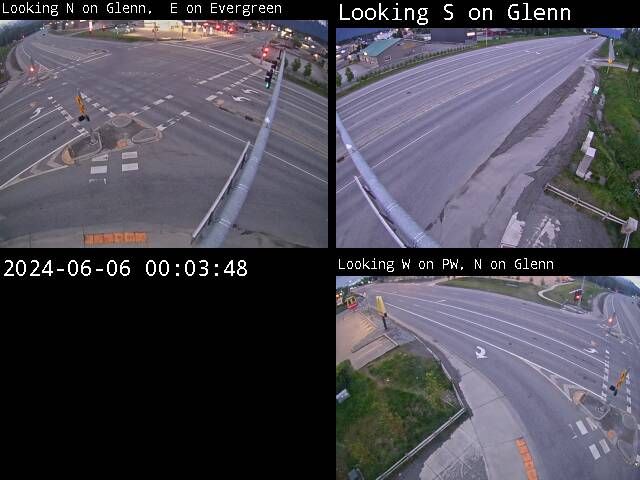 Looking N on Glenn, E on Evergreen
Looking S on Glenn
2024-06-06 00:03:48
Looking W on PW, N on Glenn